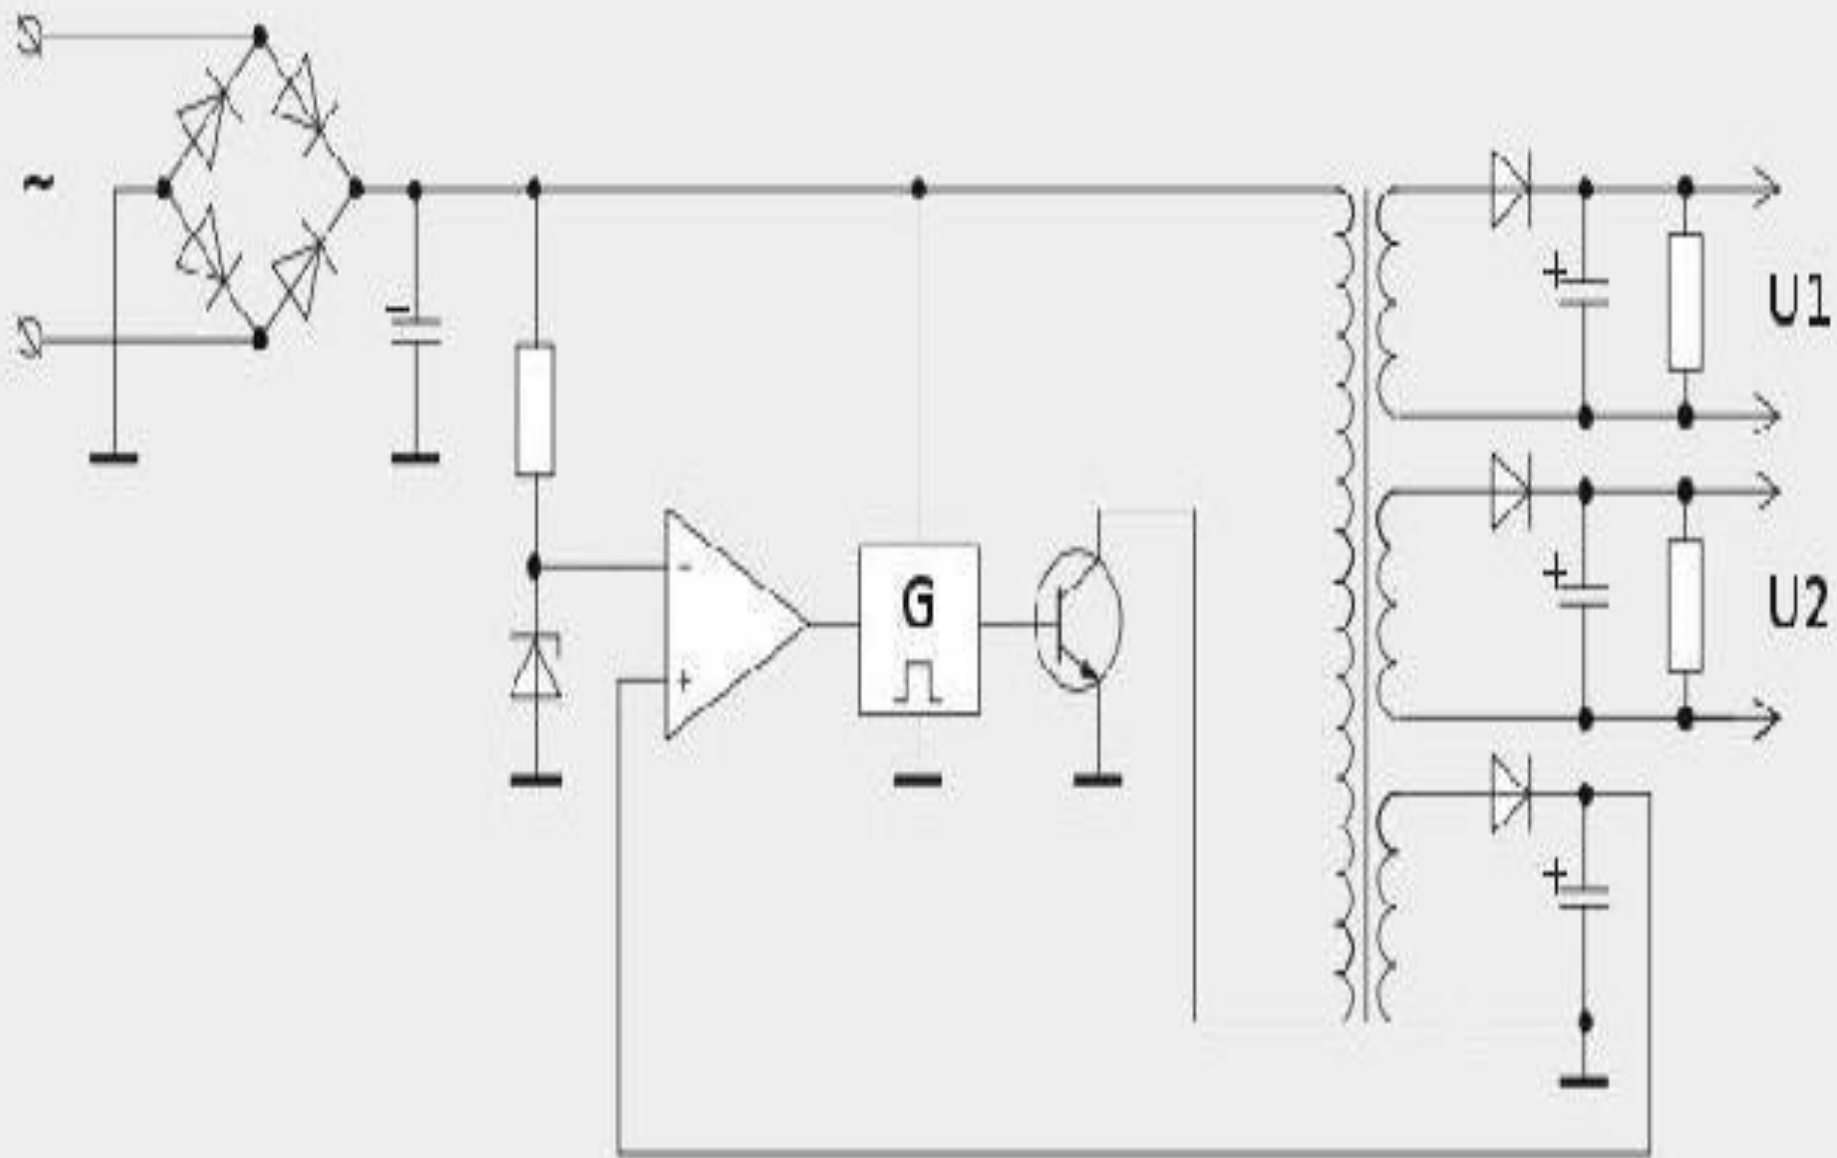 ~
-
+
U1
-
G
+
+
U2
+
+